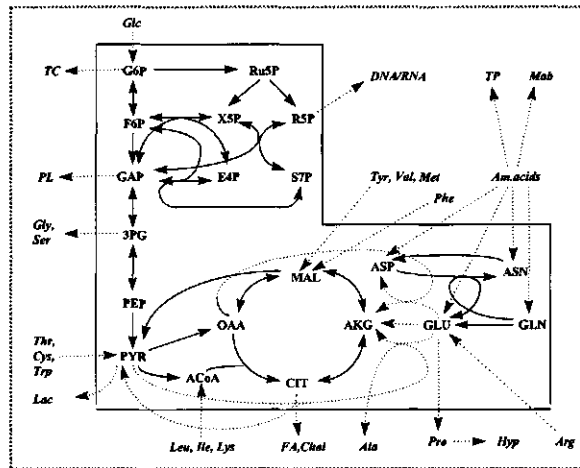 Glc
TC G6P Ru5P DNA/RNA TP Mab
F6P X5P R5P
PL GAP E4P S7P Tyr, Val, Met Am.acids
Phe
Gly,
Ser
3PG
MAL ASP ASN
PEP
OAA AKG GLU GLN
Thr,
Cys,
Trp
PYR
ACoA CIT
Lac
Leu, Ile, Lys FA,Chol Ala Pro Hyp Arg